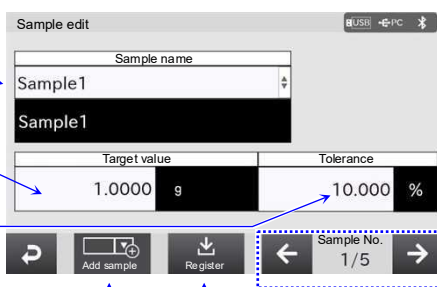 Sample edit
USB PC
Sample name
Sample1
Sample1
Target value Tolerance
1.0000 g 10.000 %
Add sample Register Sample No.
1/5